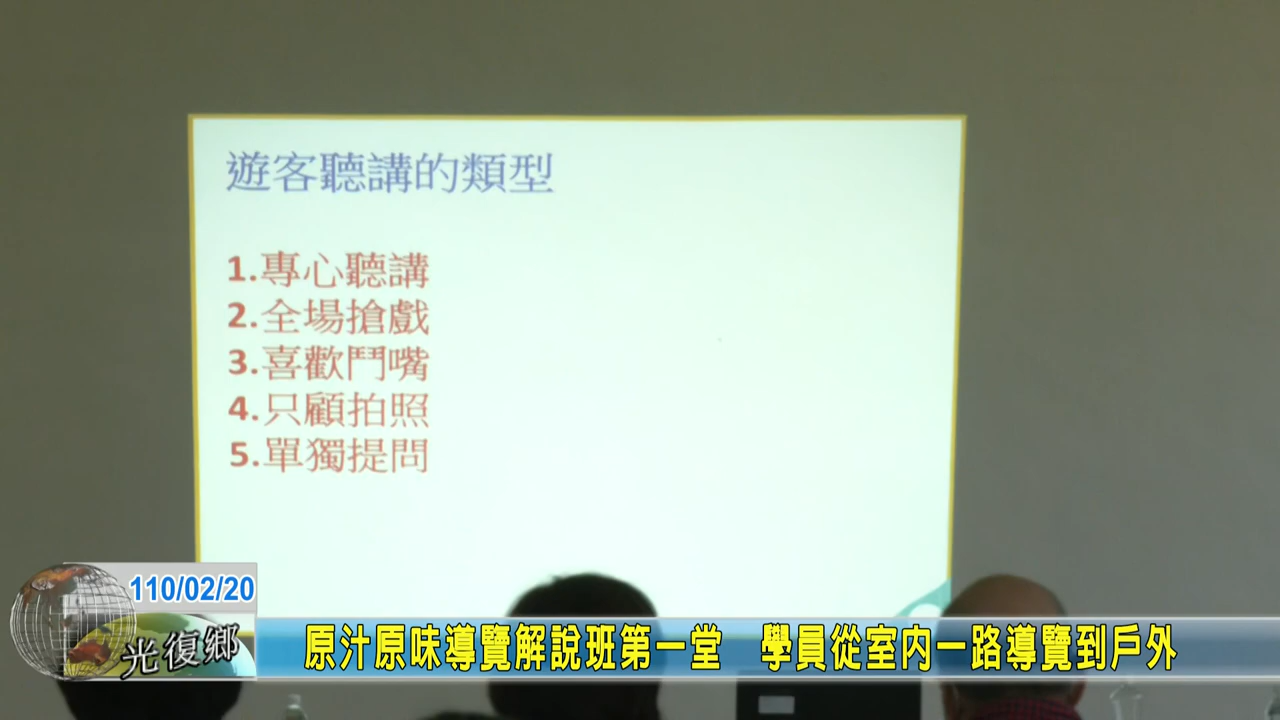 遊客聽講的類型
1.專心聽講
2.全場搶戲
3.喜歡鬥嘴
4.只顧拍照
5.單獨提問
110/02/20
光復鄉
原汁原味導覽解說班第一堂 學員從室內一路導覽到戶外